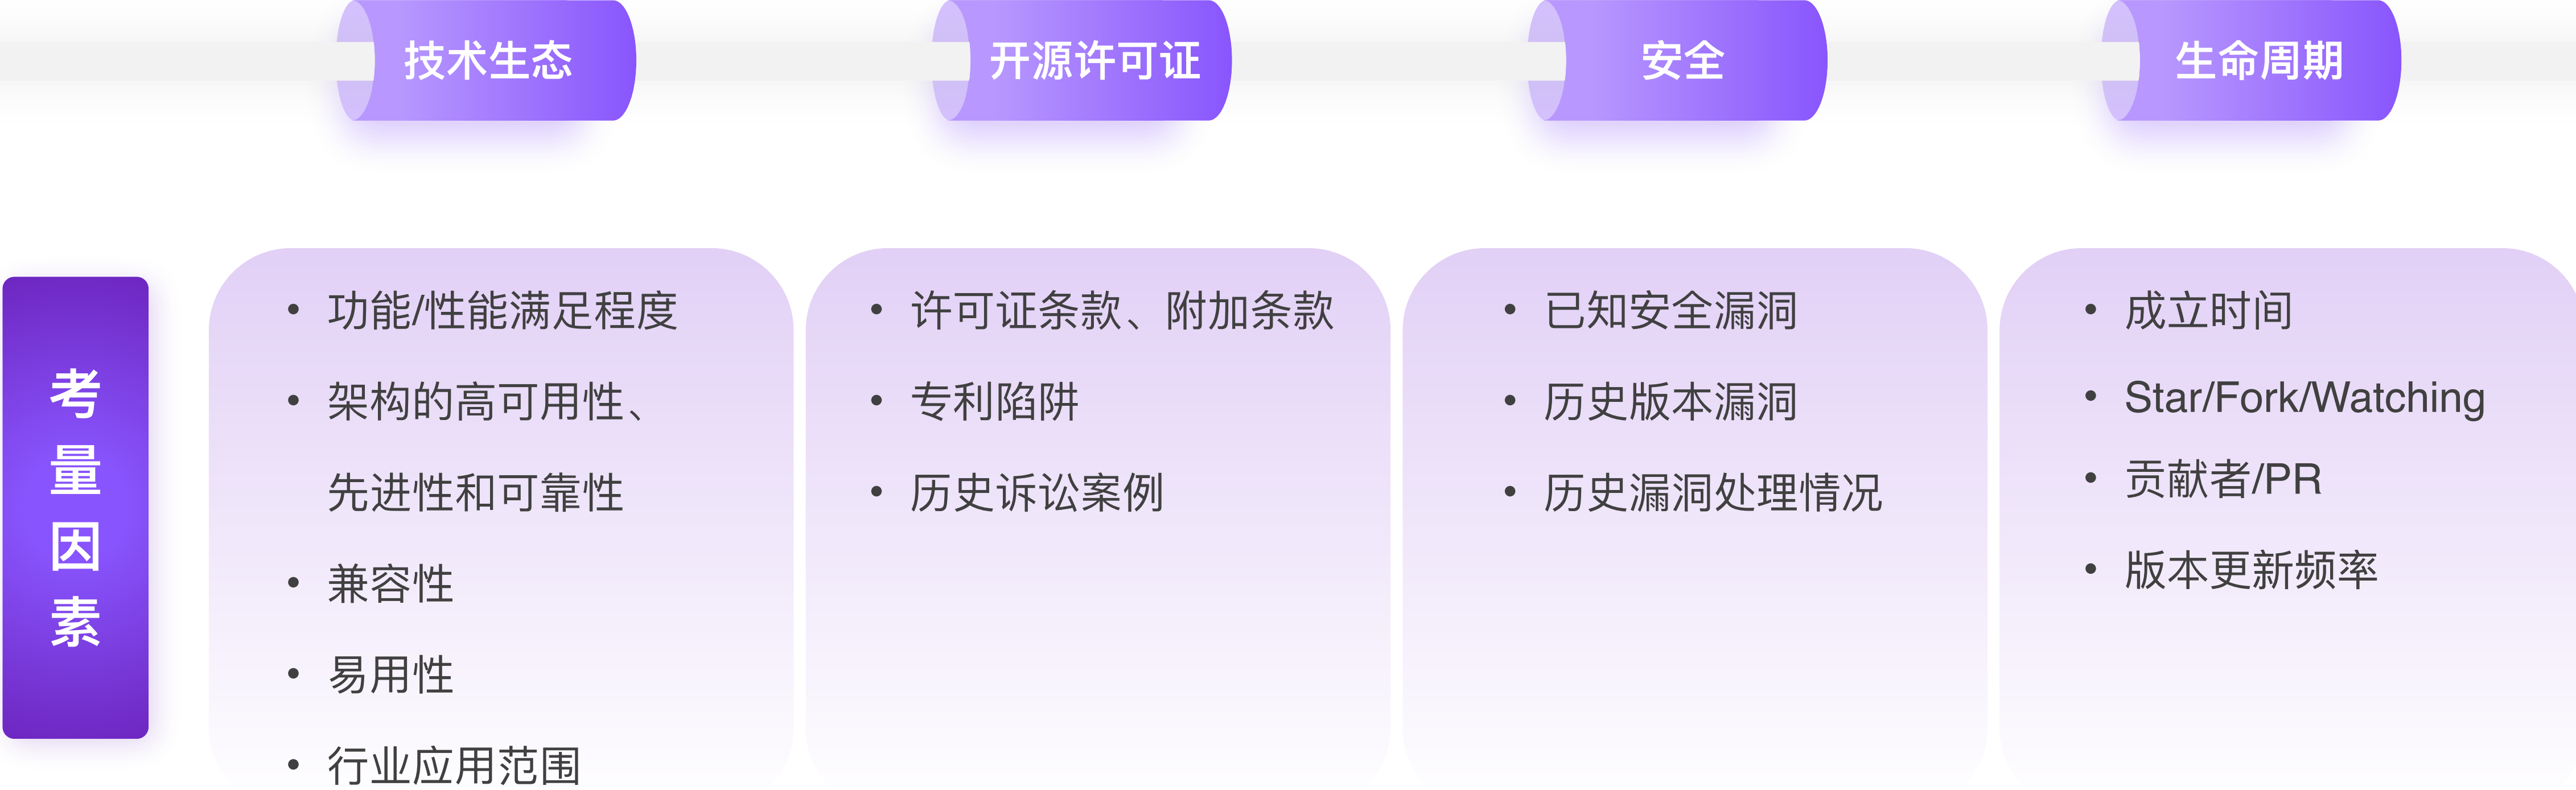 技术生态
开源许可证
安全
生命周期
考量因素
• 功能/性能满足程度
• 架构的高可用性、
先进性和可靠性
• 兼容性
• 易用性
• 行业应用范围
• 许可证条款、附加条款
• 专利陷阱
• 历史诉讼案例
• 已知安全漏洞
• 历史版本漏洞
• 历史漏洞处理情况
• 成立时间
• Star/Fork/Watching
• 贡献者/PR
• 版本更新频率